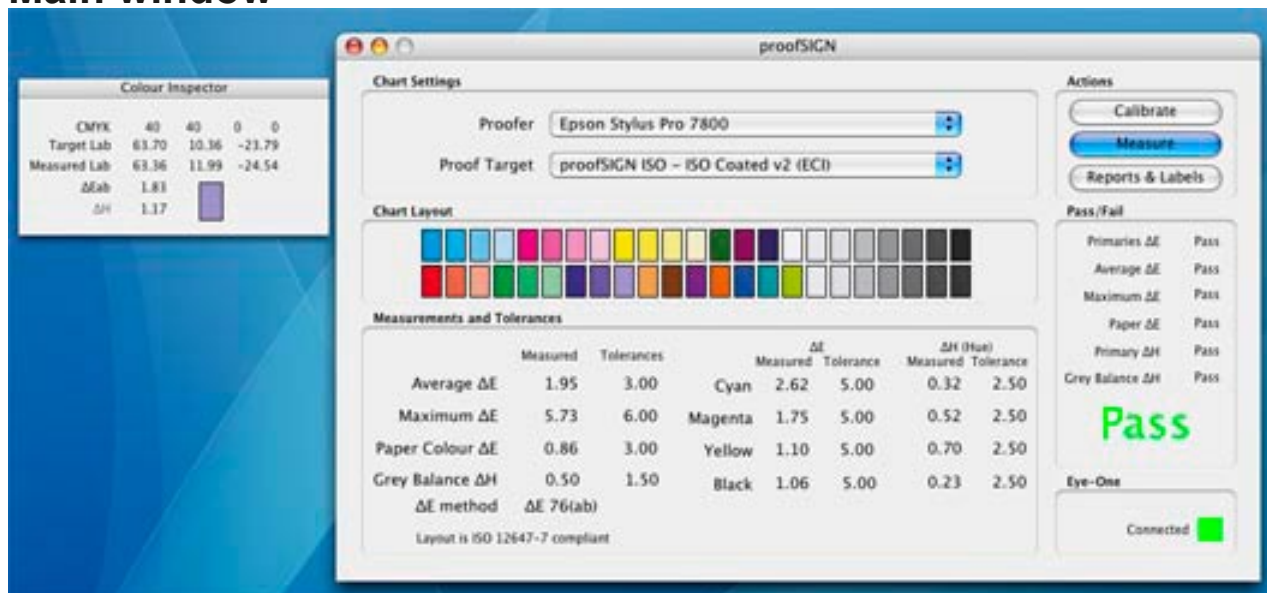 Main window
proofSIGN
Colour Inspector
CMYK 40 40 0 0
Target Lab 63.70 10.36 -23.79
Measured Lab 63.36 11.99 -24.54
ΔEab 1.83
ΔH 1.17
Chart Settings
Proofer Epson Stylus Pro 7800
Proof Target proofSIGN ISO - ISO Coated v2 (ECI)
Chart Layout
Measurements and Tolerances
Measured Tolerances
Average ΔE 1.95 3.00
Maximum ΔE 5.73 6.00
Paper Colour ΔE 0.86 3.00
Grey Balance ΔH 0.50 1.50
ΔE method ΔE 76(ab)
Layout is ISO 12647-7 compliant
ΔE ΔH (Hue)
Measured Tolerance Measured Tolerance
Cyan 2.62 5.00 0.32 2.50
Magenta 1.75 5.00 0.52 2.50
Yellow 1.10 5.00 0.70 2.50
Black 1.06 5.00 0.23 2.50
Actions
Calibrate
Measure
Reports & Labels
Pass/Fail
Primaries ΔE Pass
Average ΔE Pass
Maximum ΔE Pass
Paper ΔE Pass
Primary ΔH Pass
Grey Balance ΔH Pass
Pass
Eye-One
Connected